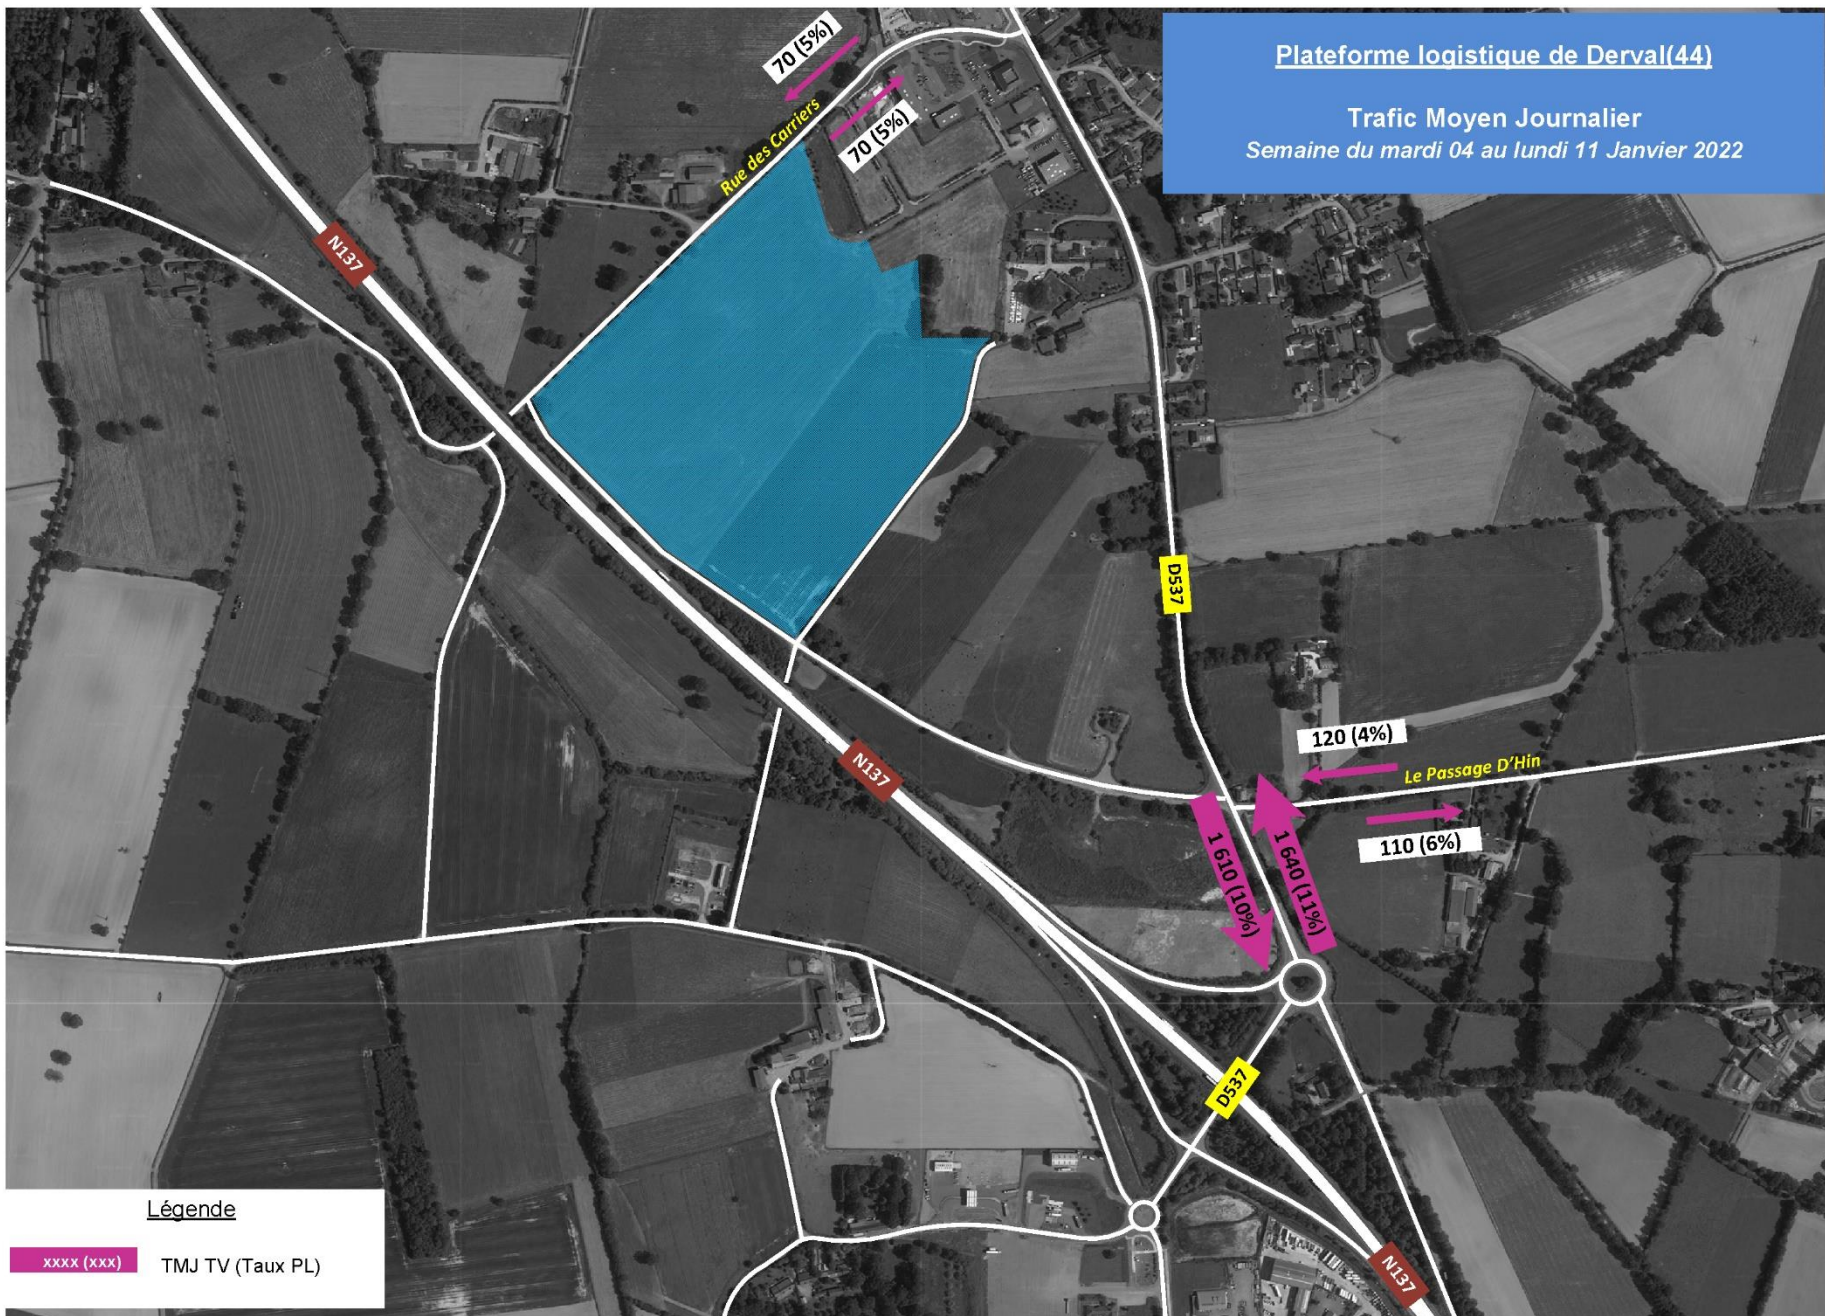 Plateforme logistique de Derval(44)
Trafic Moyen Journalier
Semaine du mardi 04 au lundi 11 Janvier 2022
70 (5%)
70 (5%)
Rue des Carriers
N137
D537
120 (4%)
Le Passage D'Hin
110 (6%)
N137
1 610 (10%)
1 640 (11%)
D537
N137
Légende
xxxx (xxx)
TMJ TV (Taux PL)